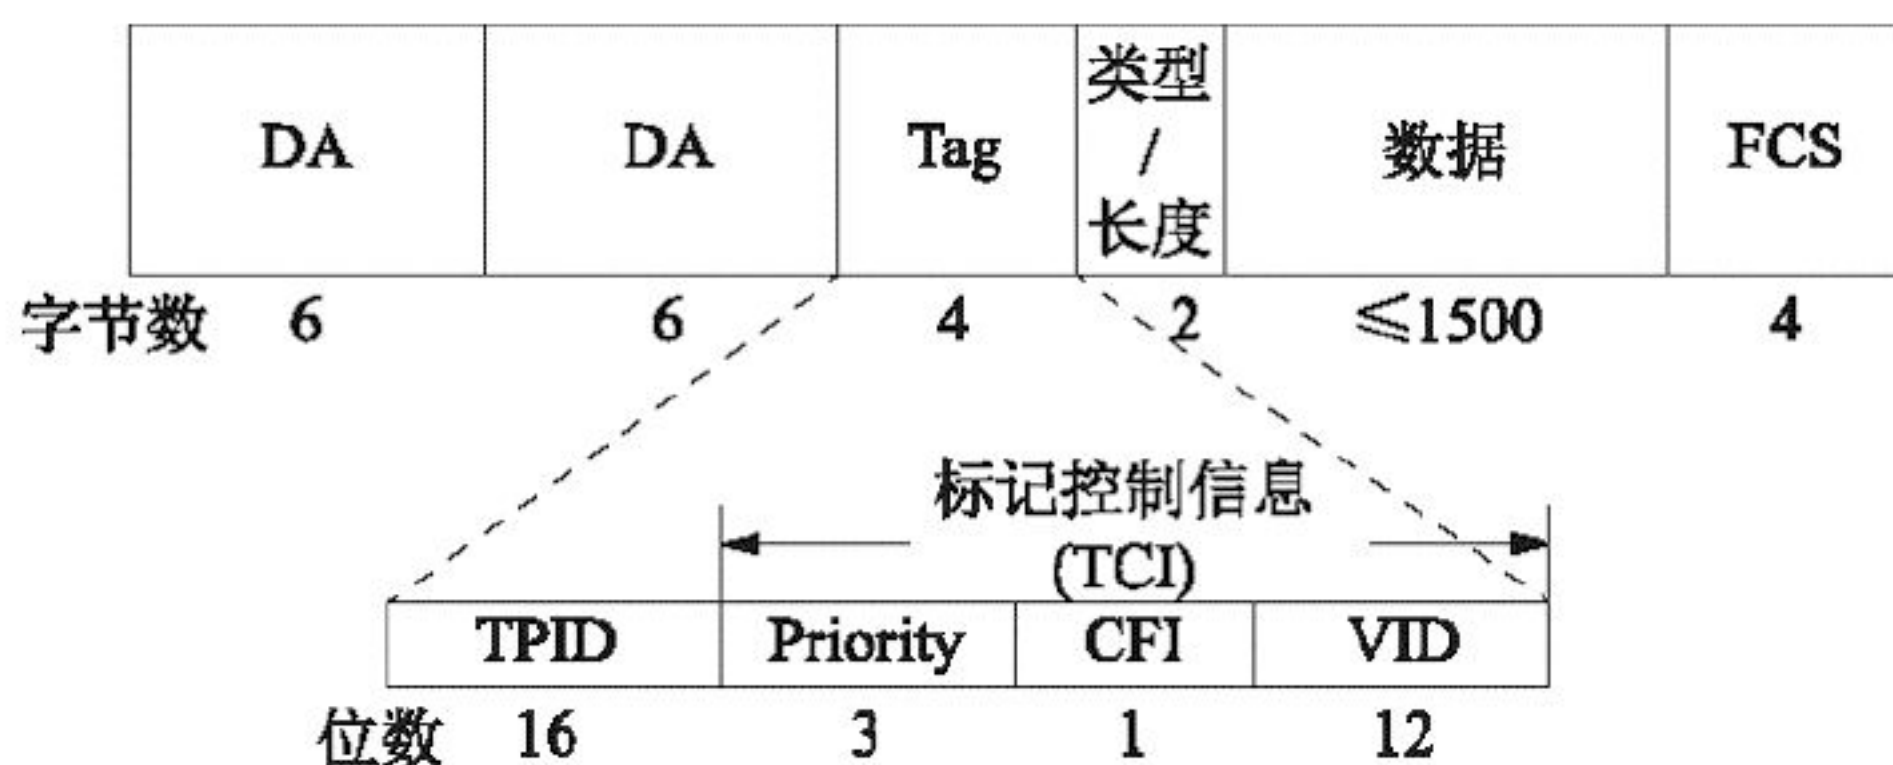 DA DA Tag 类型/长度 数据 FCS
字节数 6 6 4 2 ≤1500 4
标记控制信息
(TCI)
TPID Priority CFI VID
位数 16 3 1 12